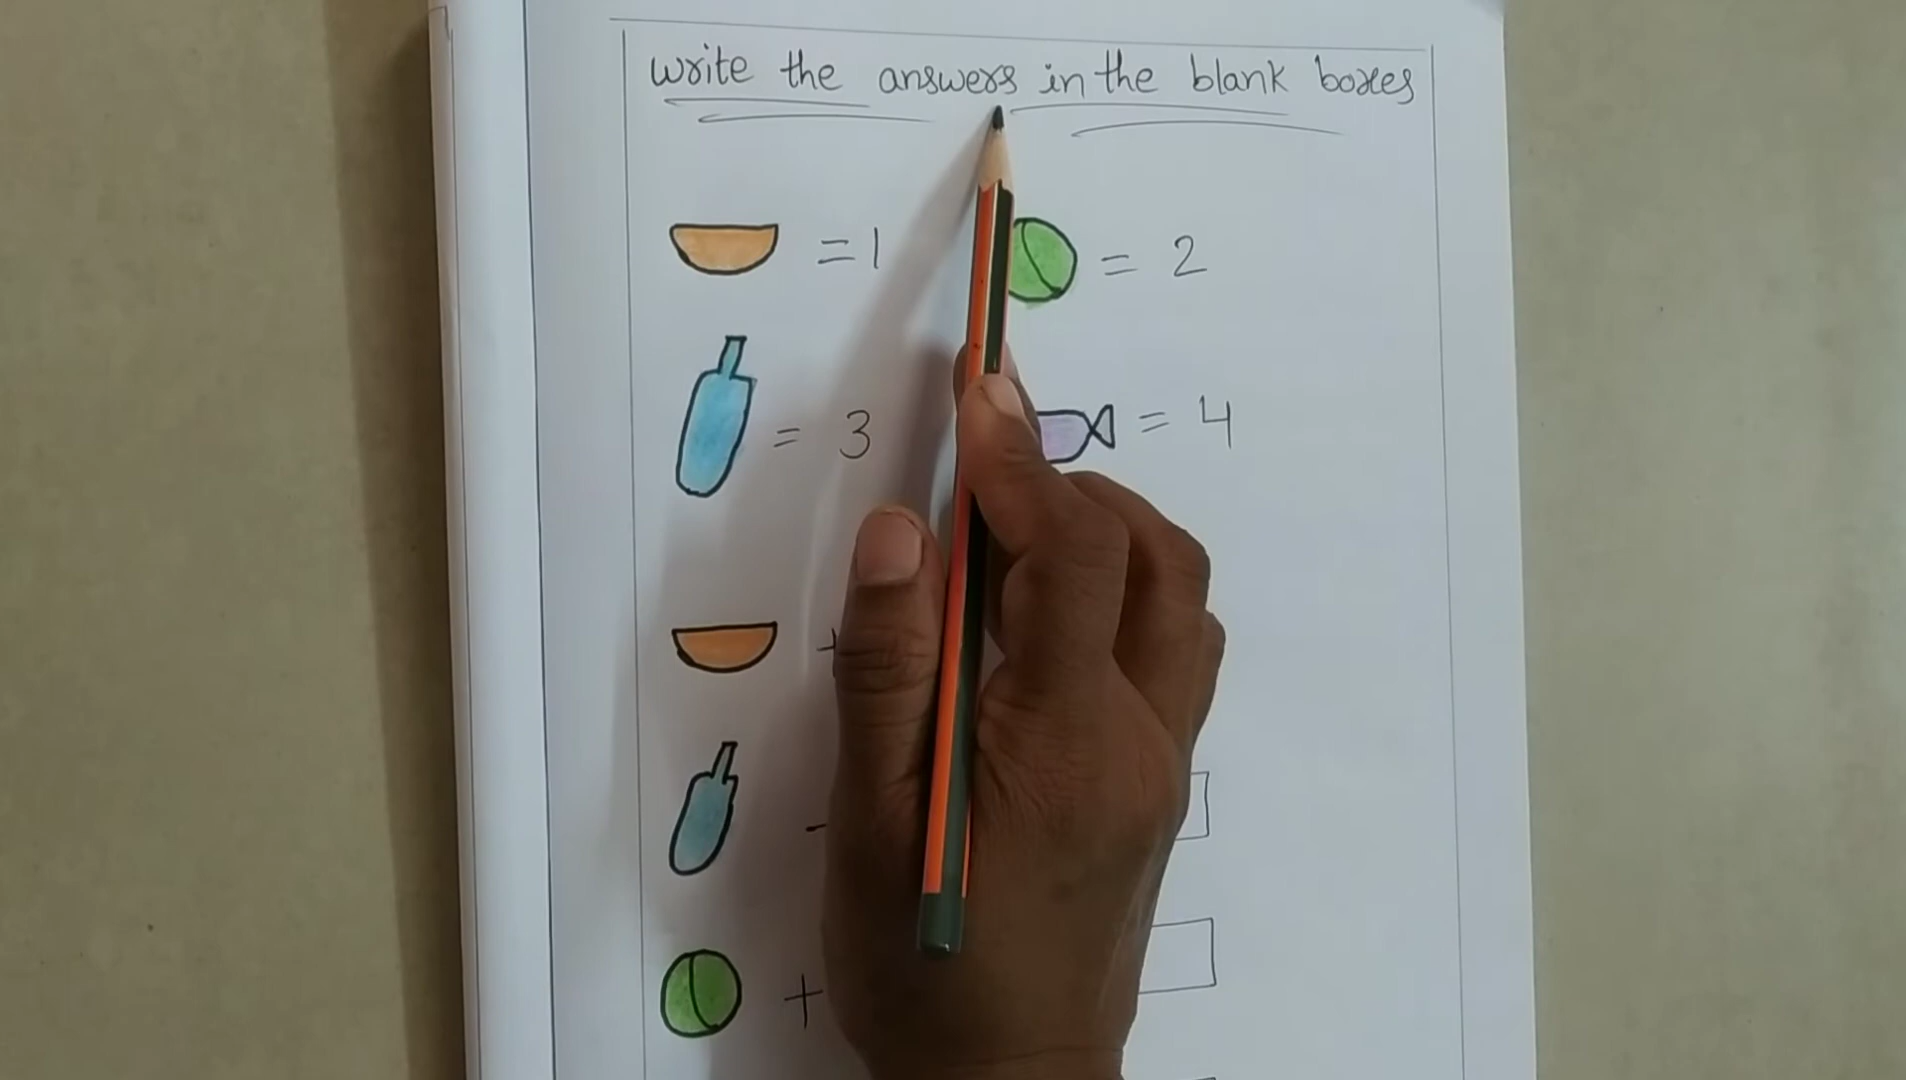 write the answers in the blank boxes
=1 = 2
= 3 = 4
+
-
+